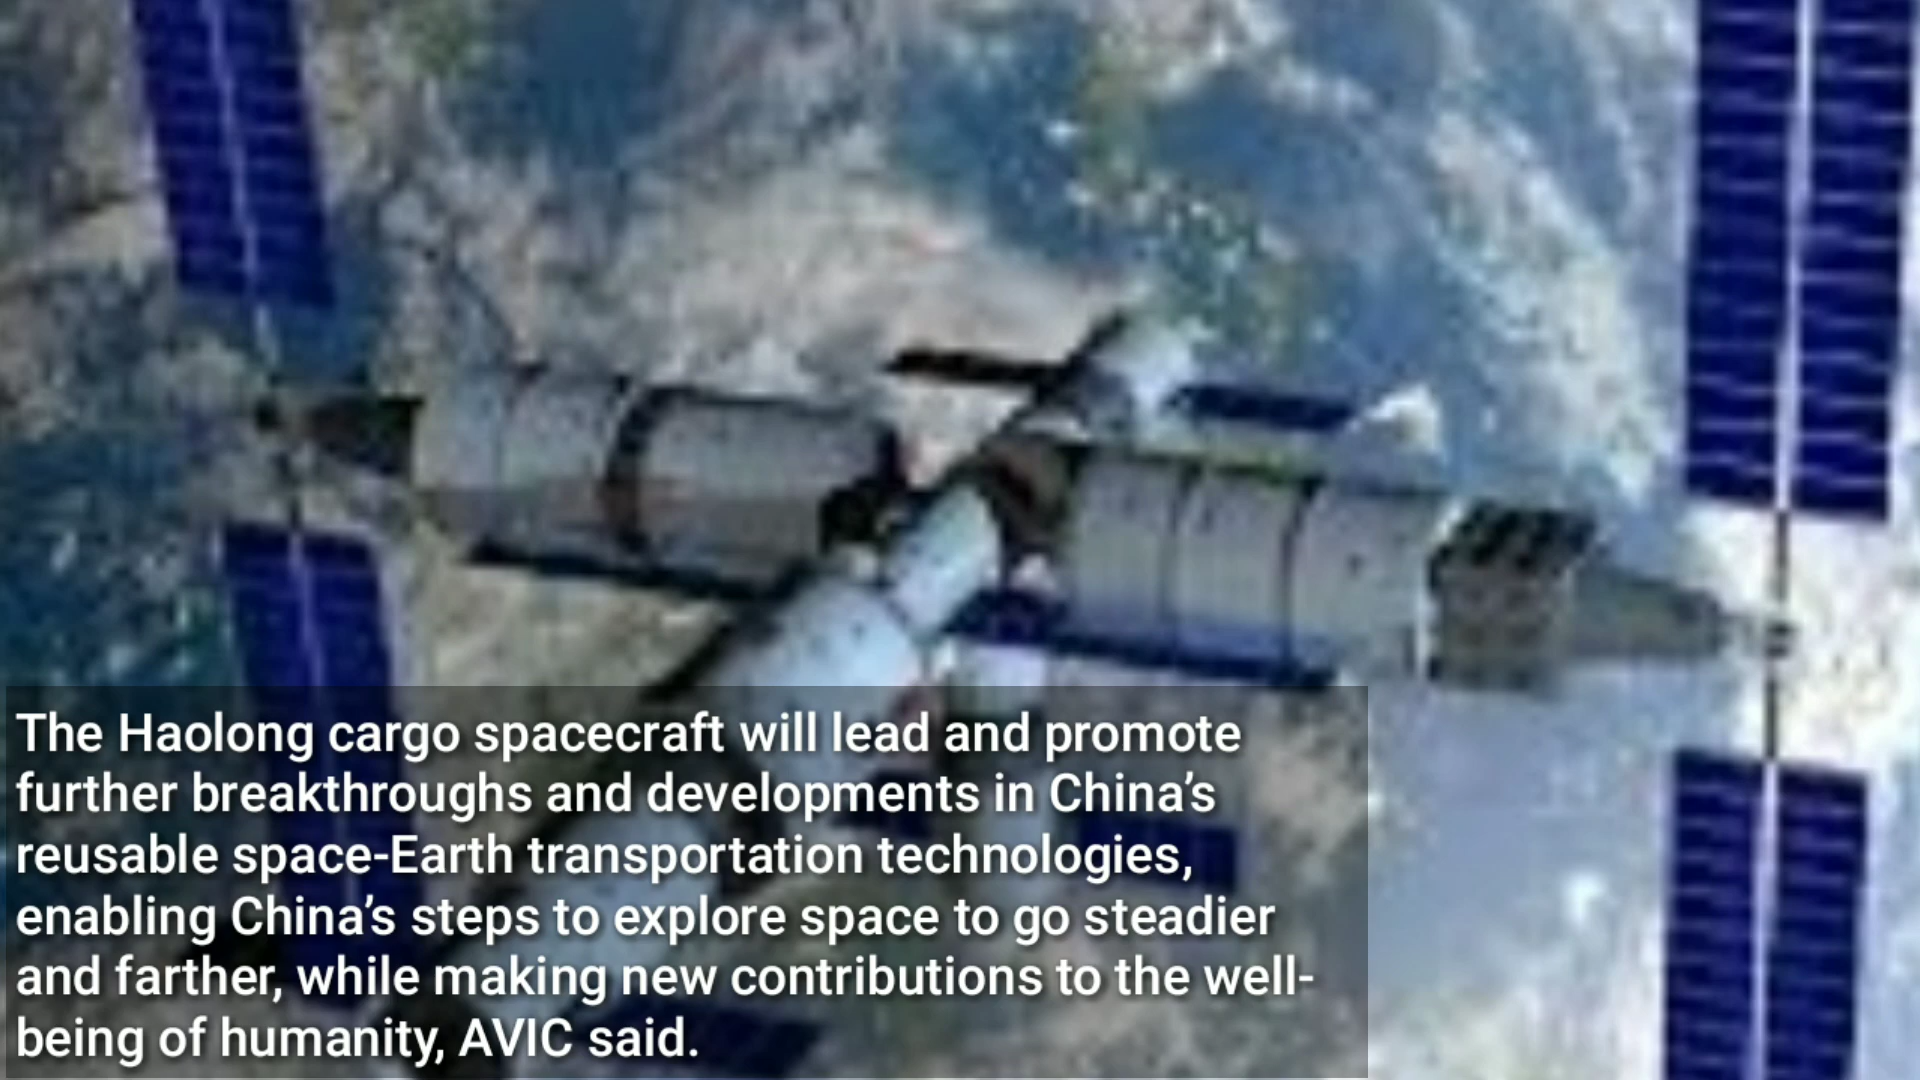 The Haolong cargo spacecraft will lead and promote
further breakthroughs and developments in China’s
reusable space-Earth transportation technologies,
enabling China’s steps to explore space to go steadier
and farther, while making new contributions to the well-
being of humanity, AVIC said.